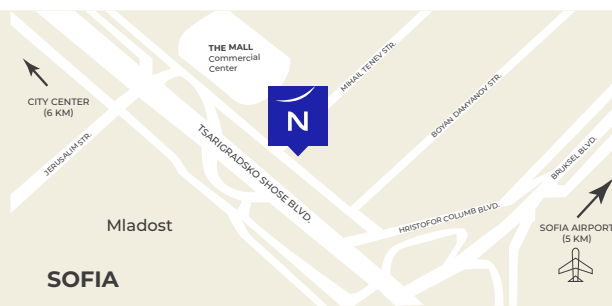 THE MALL
Commercial
Center
MIHAIL TENEV STR.
CITY CENTER
(6 KM)
BOYAN DAMYANOV STR.
N
JERUSALIM STR.
TSARIGRADSKO SHOSE BLVD.
BRUKSEL BLVD.
HRISTOFOR COLUMB BLVD.
Mladost
SOFIA AIRPORT
(5 KM)
SOFIA